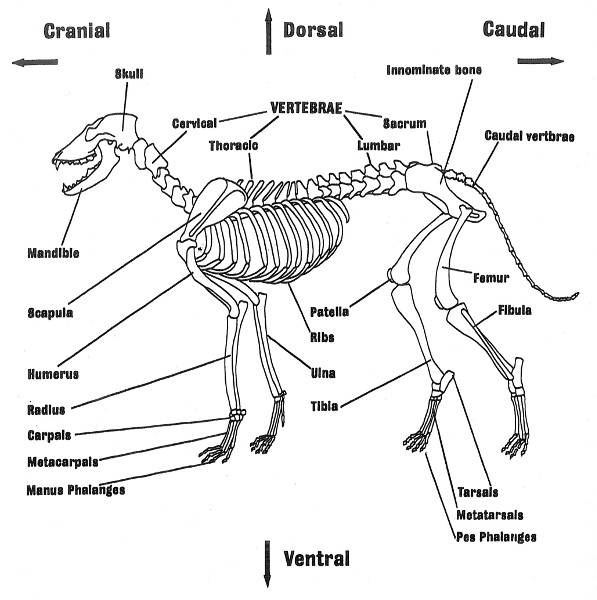 Cranial
Dorsal
Caudal
Skull
Innominate bone
VERTEBRAE
Cervical
Sacrum
Thoracic
Lumbar
Caudal vertbrae
Mandible
Scapula
Femur
Patella
Fibula
Ribs
Humerus
Ulna
Radius
Tibia
Carpals
Metacarpals
Manus Phalanges
Tarsals
Metatarsals
Pes Phalanges
Ventral